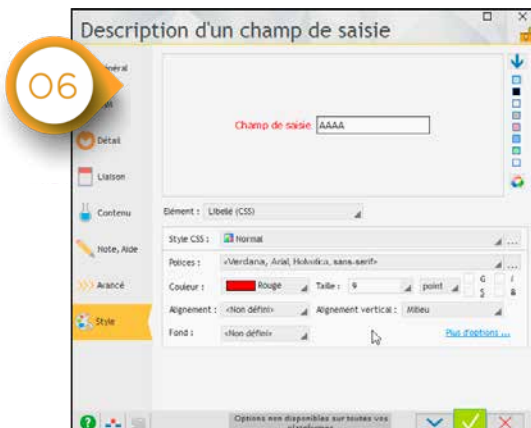 Description d'un champ de saisie
06
Général
Détail
Liaison
Contenu
Note, Aide
Avancé
Style
Champ de saisie AAAA
Elément : Libellé (CSS)
Style CSS : Normal
Polices : <Verdana, Arial, Helvetica, sans-serif>
Couleur : Rouge Taille : 9 point G I S B
Alignement : <Non défini> Alignement vertical : Milieu
Fond : <Non défini> Plus d'options ...
Options non disponibles sur toutes vos
plateformes